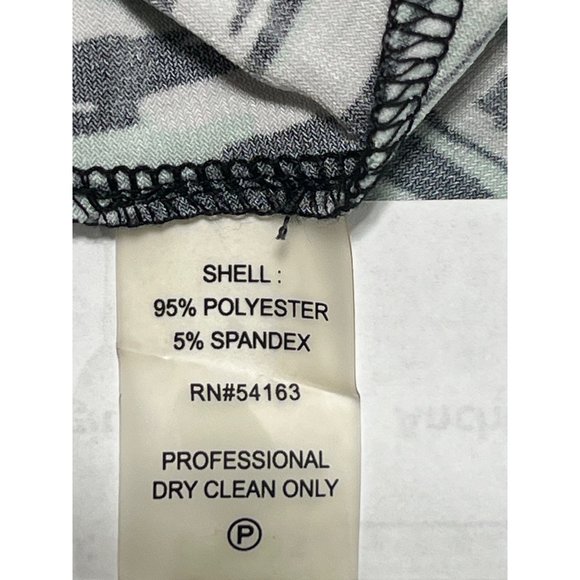 SHELL :
95% POLYESTER
5% SPANDEX
RN#54163
PROFESSIONAL
DRY CLEAN ONLY
P